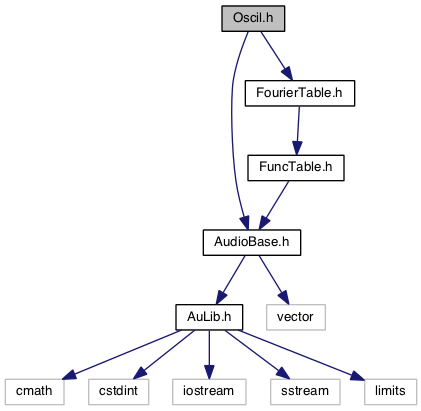 Oscil.h
FourierTable.h
FuncTable.h
AudioBase.h
AuLib.h
vector
cmath
cstdint
iostream
sstream
limits